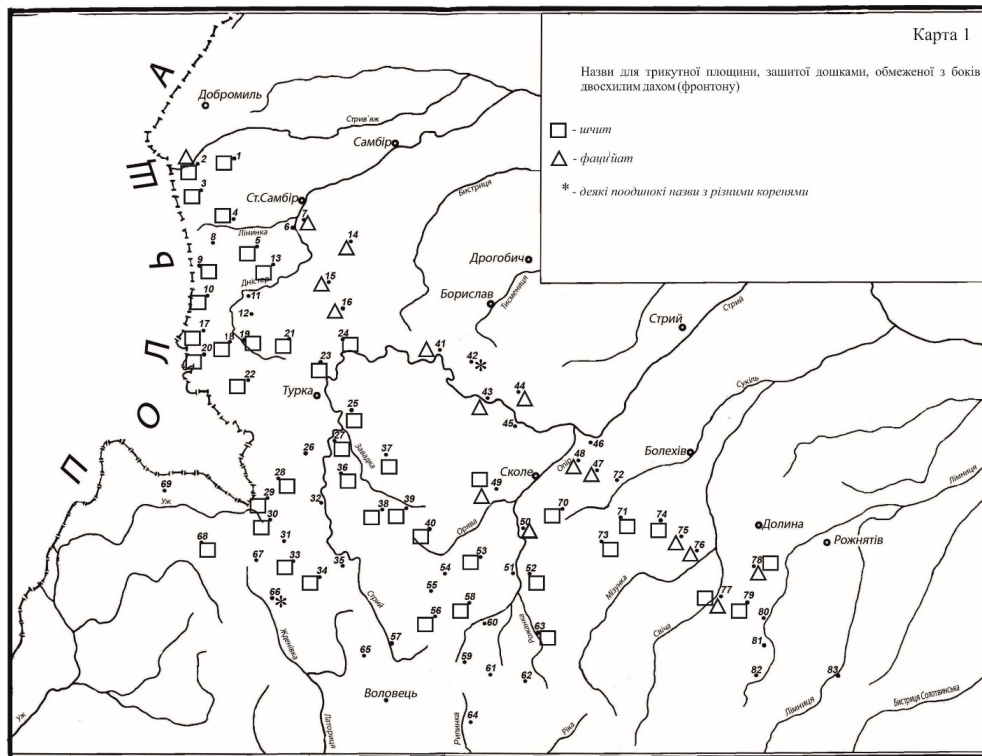 Карта 1
Назви для трикутної площини, зашитої дошками, обмеженої з боків
двосхилим дахом (фронтону)
- шчит
- фаци'йат
* - деякі поодинокі назви з різними коренями
ПОЛЬЩА
Добромиль
Стрив'яж
Самбір
2
1
3
Ст.Самбір
Бистриця
4
Лінинка
6
7
8
5
14
Дрогобич
9
13
Дністер
15
Борислав
Тисмениця
10
11
12
16
Стрий
Стрий
17
18
19
21
24
41
42
20
23
22
Турка
43
44
Сукіль
25
45
46
26
27
Завадка
37
48
47
Болехів
28
36
Сколе
Опір
72
69
Уж
29
32
49
Лімниця
30
38
39
Орява
50
70
71
74
Долина
68
31
40
73
75
76
Рожнятів
67
33
35
53
78
34
54
51
52
Мізунка
66
55
77
79
58
Стрий
56
Свіча
80
Жденівка
57
60
Рожанка
63
81
65
59
61
62
82
83
Воловець
Лімниця
Бистриця Солотвинська
Уж
Латориця
Рипинка
64
Ріка